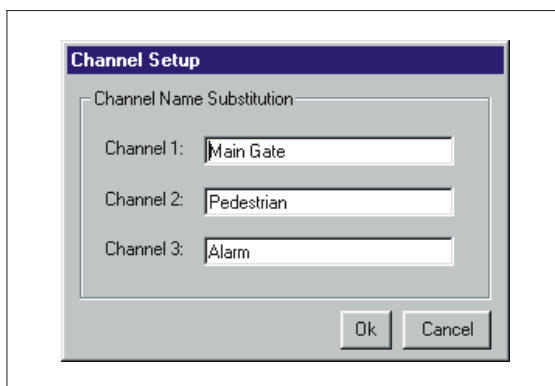 Channel Setup
Channel Name Substitution
Channel 1: Main Gate
Channel 2: Pedestrian
Channel 3: Alarm
Ok Cancel